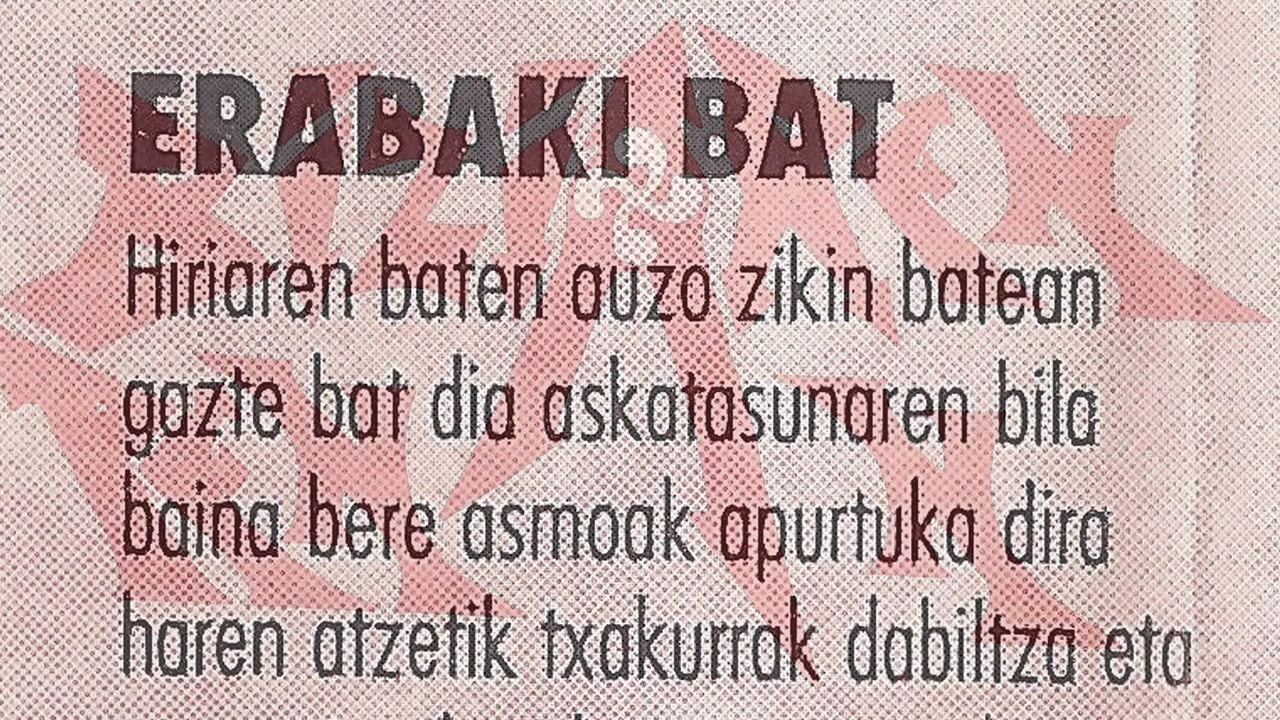 ERABAKI BAT
Hiriaren baten auzo zikin batean
gazte bat dia askatasunaren bila
baina bere asmoak apurtuka dira
haren atzetik txakurrak dabiltza eta